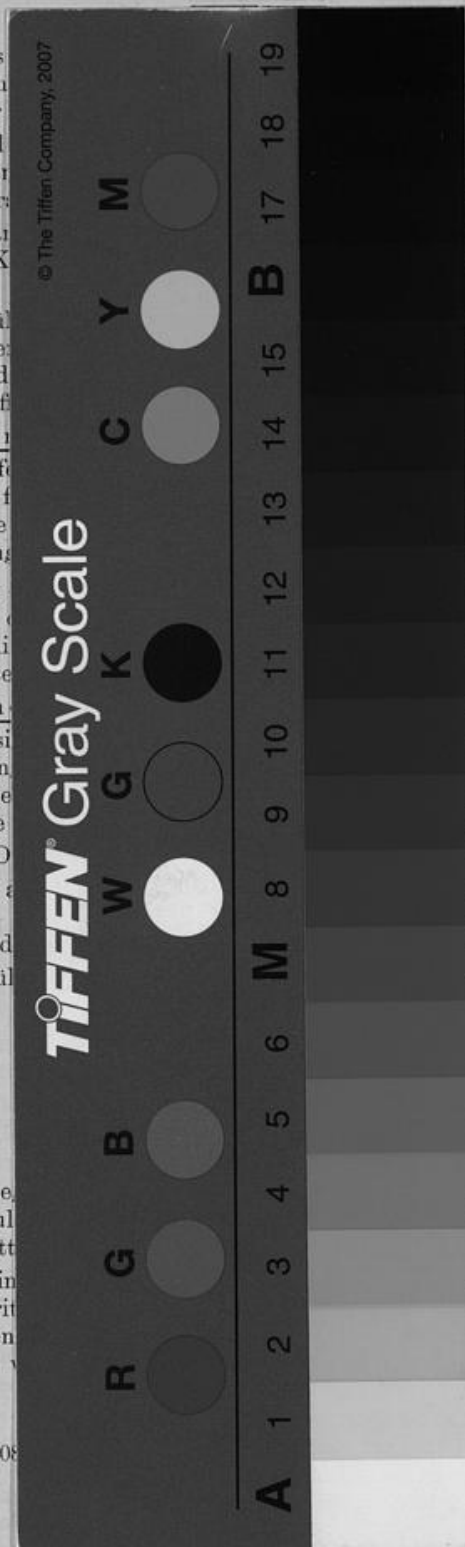 © The Tiffen Company, 2007
TIFFEN® Gray Scale
R G B W G K C Y M
A 1 2 3 4 5 6 M 8 9 10 11 12 13 14 15 B 17 18 19